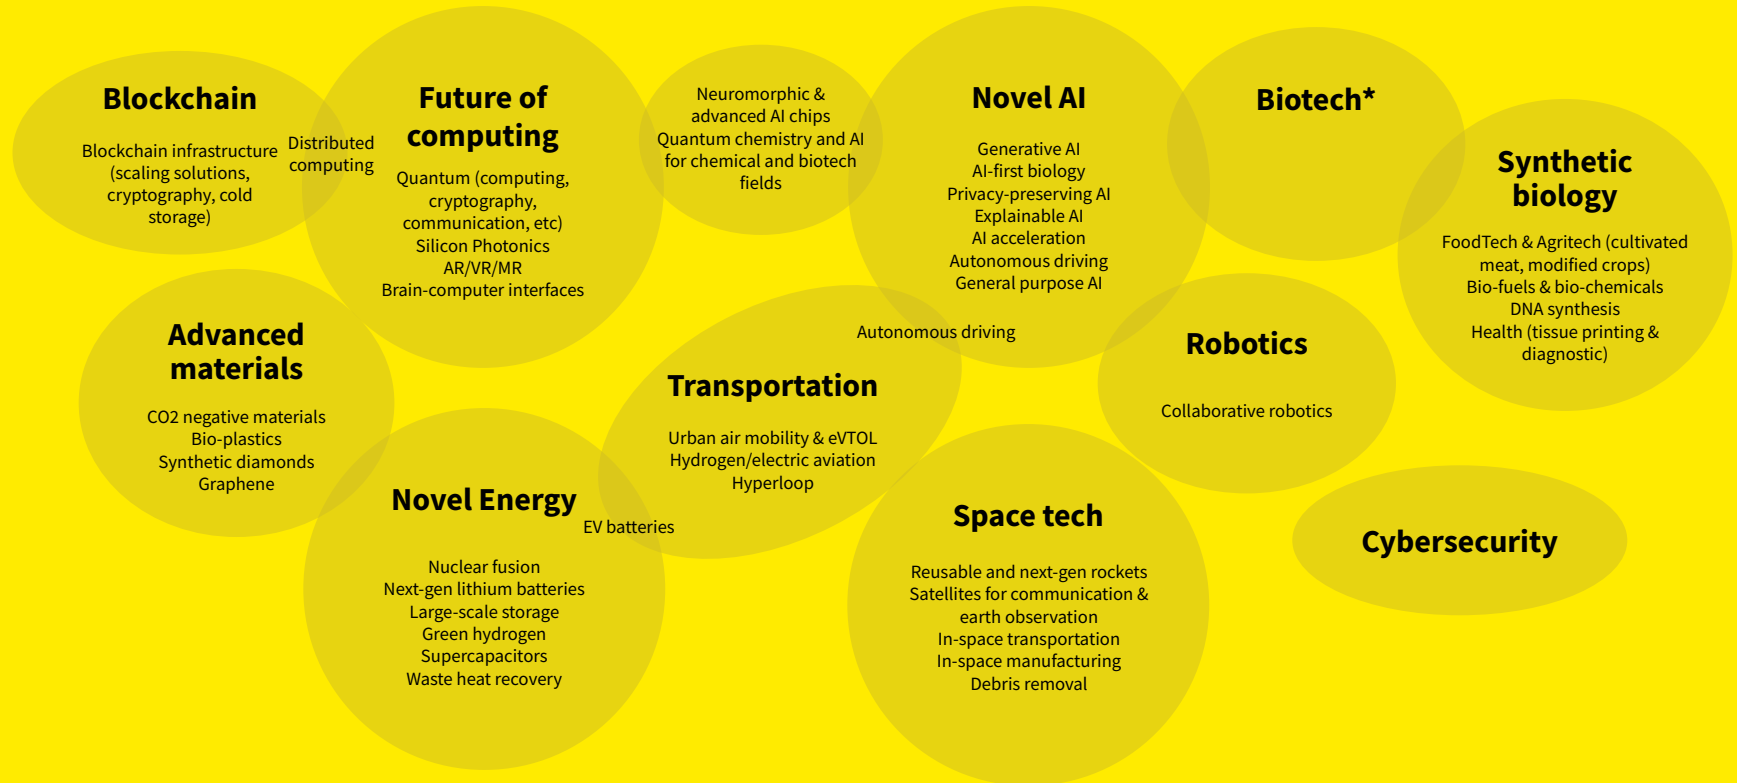 Blockchain
Blockchain infrastructure
(scaling solutions,
cryptography, cold
storage)
Distributed
computing
Future of
computing
Quantum (computing,
cryptography,
communication, etc)
Silicon Photonics
AR/VR/MR
Brain-computer interfaces
Neuromorphic &
advanced AI chips
Quantum chemistry and AI
for chemical and biotech
fields
Novel AI
Generative AI
AI-first biology
Privacy-preserving AI
Explainable AI
AI acceleration
Autonomous driving
General purpose AI
Biotech*
Synthetic
biology
FoodTech & Agritech (cultivated
meat, modified crops)
Bio-fuels & bio-chemicals
DNA synthesis
Health (tissue printing &
diagnostic)
Advanced
materials
CO2 negative materials
Bio-plastics
Synthetic diamonds
Graphene
Novel Energy
Nuclear fusion
Next-gen lithium batteries
Large-scale storage
Green hydrogen
Supercapacitors
Waste heat recovery
EV batteries
Transportation
Urban air mobility & eVTOL
Hydrogen/electric aviation
Hyperloop
Autonomous driving
Robotics
Collaborative robotics
Space tech
Reusable and next-gen rockets
Satellites for communication &
earth observation
In-space transportation
In-space manufacturing
Debris removal
Cybersecurity